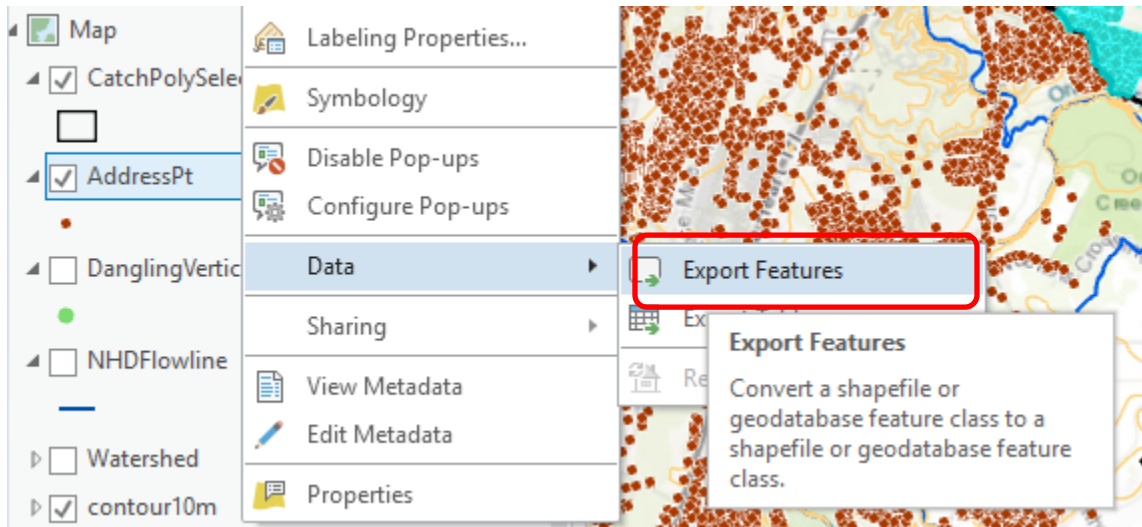 Map
CatchPolySele
AddressPt
DanglingVertic
NHDFlowline
Watershed
contour10m
Labeling Properties...
Symbology
Disable Pop-ups
Configure Pop-ups
Data
Sharing
View Metadata
Edit Metadata
Properties
Export Features
Export Features
Convert a shapefile or
geodatabase feature class to a
shapefile or geodatabase feature
class.